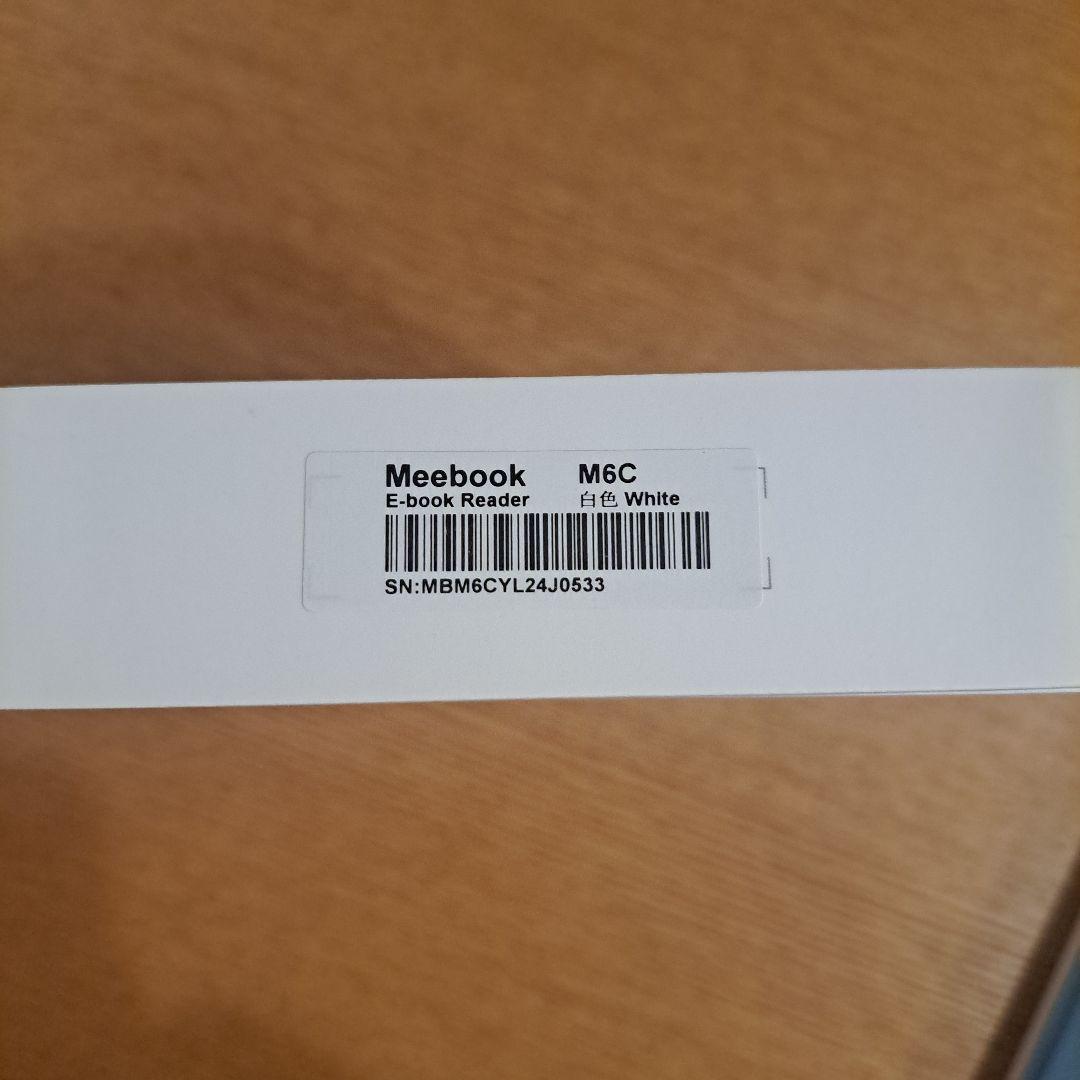 Meebook M6C
E-book Reader 白色 White
SN:MBM6CYL24J0533